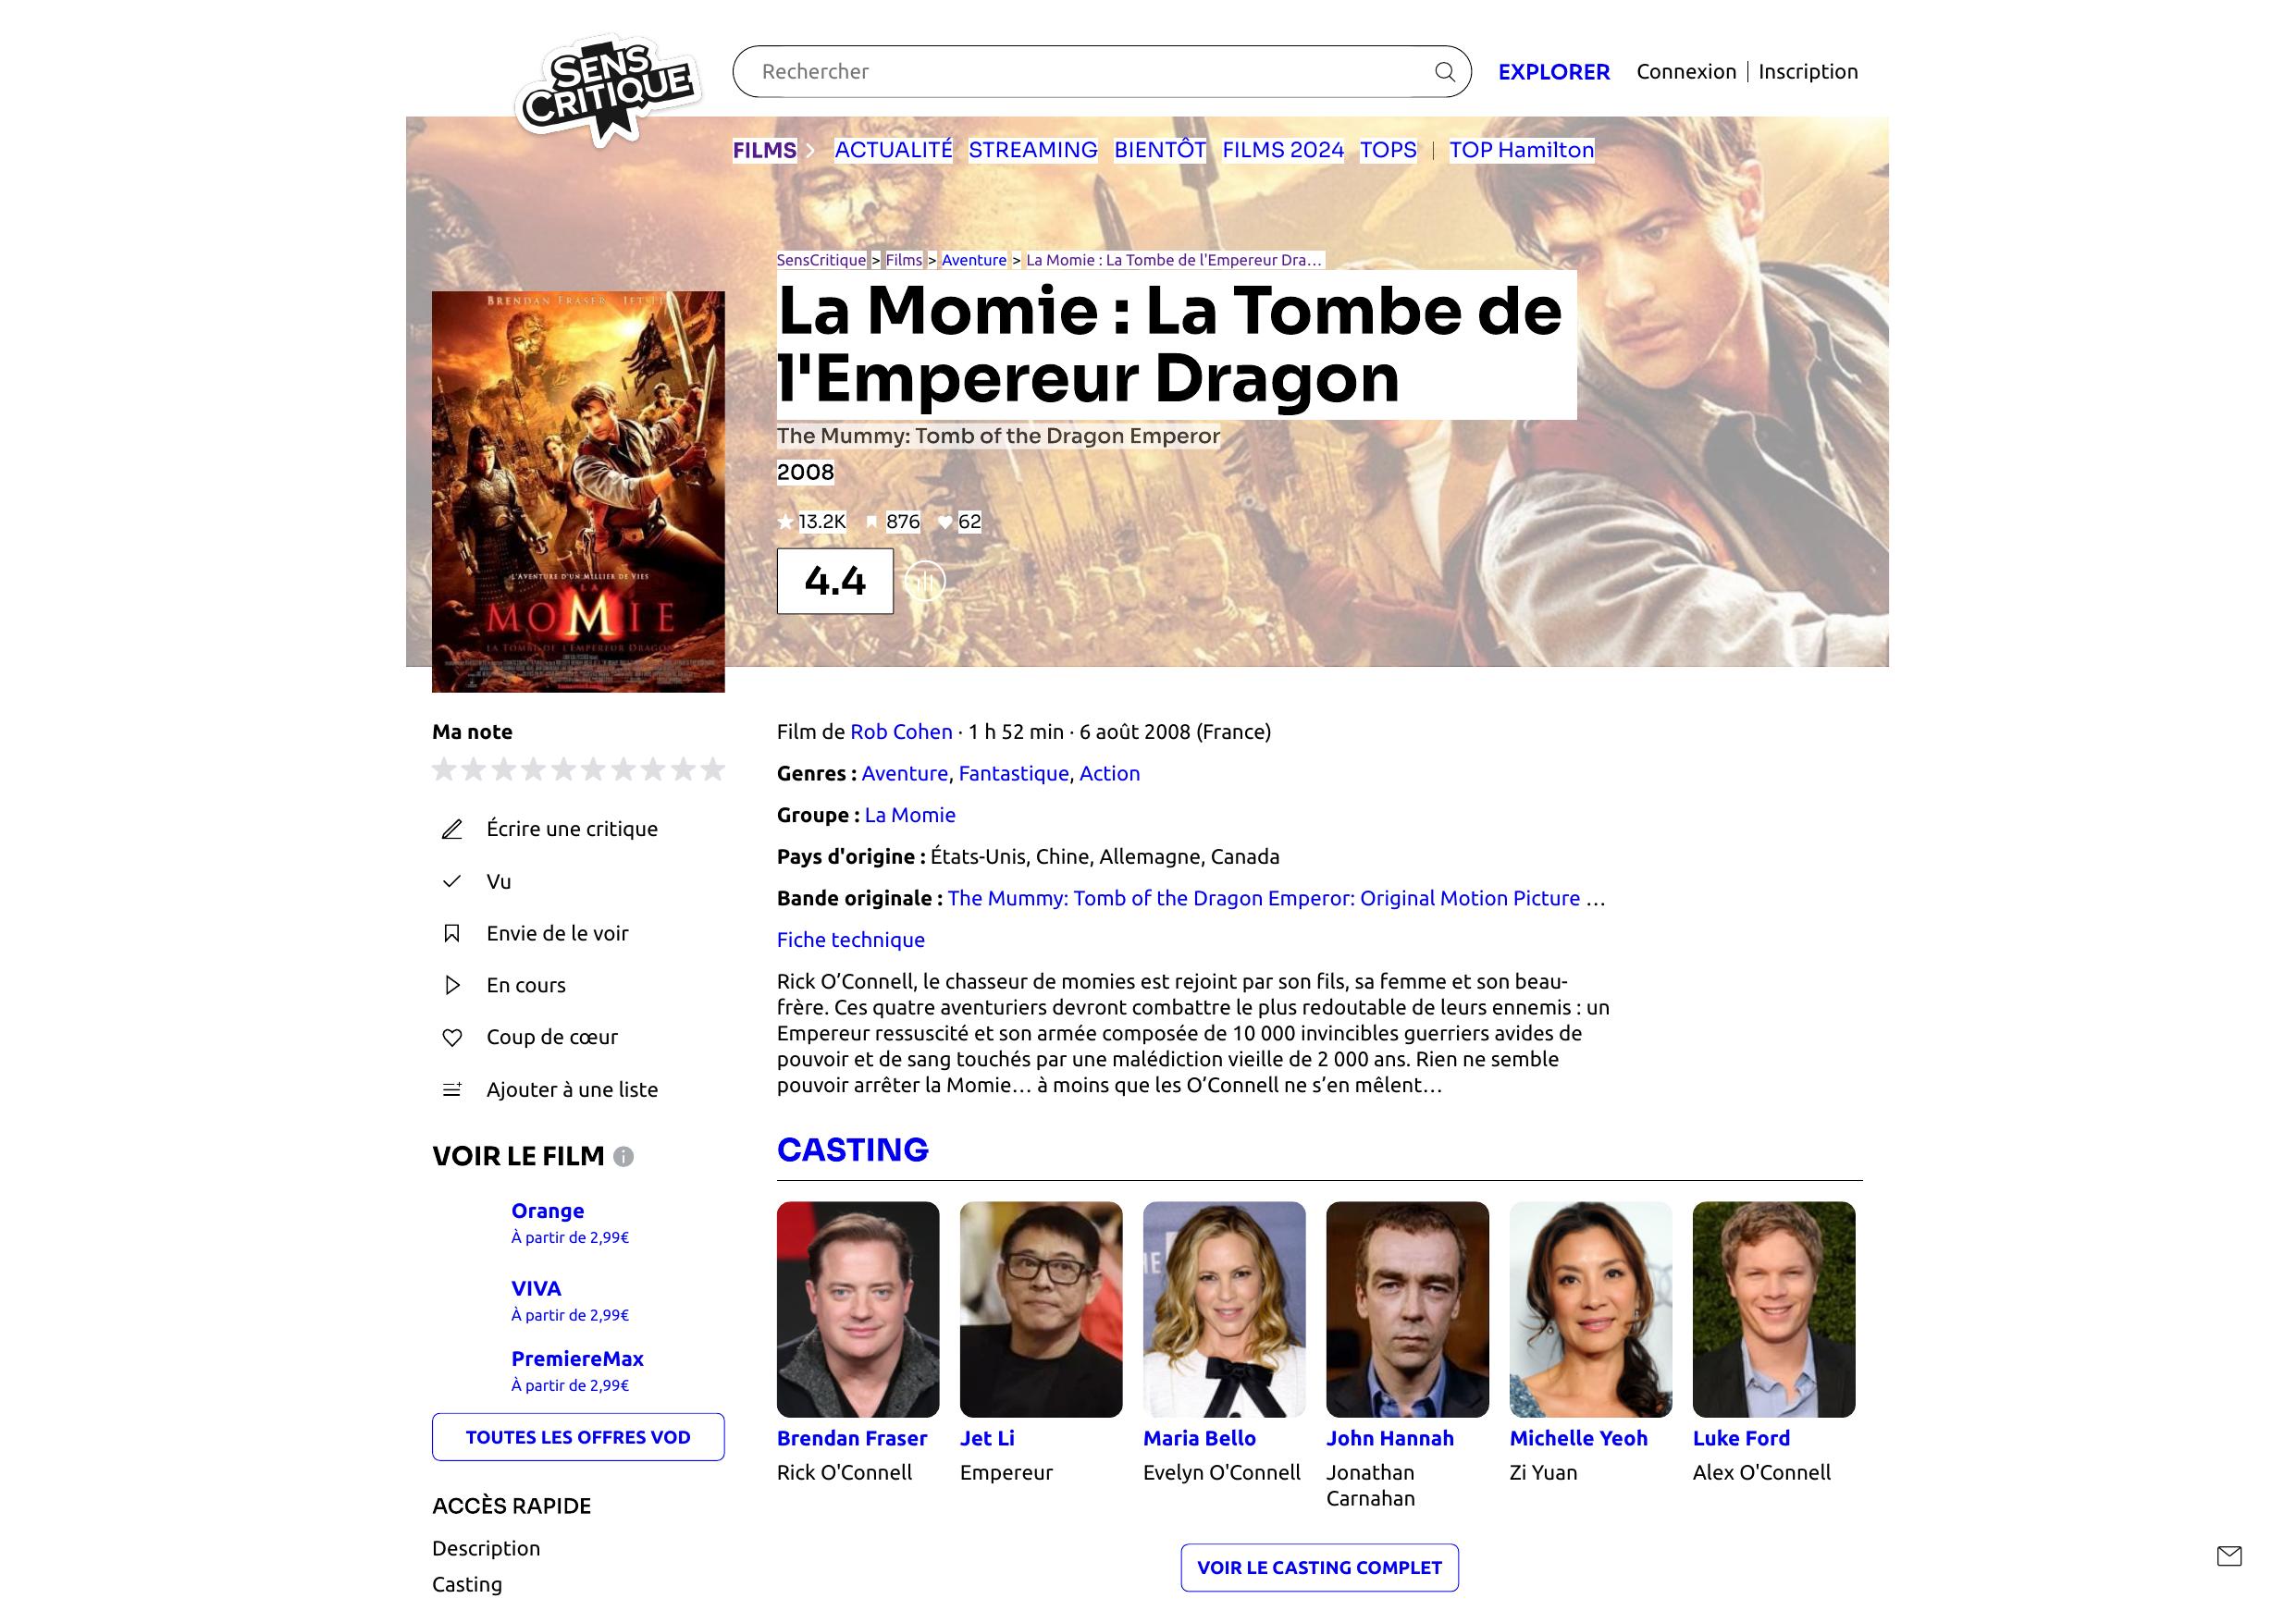 SENS
CRITIQUE
Rechercher
EXPLORER
Connexion | Inscription
FILMS
ACTUALITÉ
STREAMING
BIENTÔT
FILMS 2024
TOPS
|
TOP Hamilton
SensCritique > Films > Aventure > La Momie : La Tombe de l'Empereur Dra…
La Momie : La Tombe de
l'Empereur Dragon
The Mummy: Tomb of the Dragon Emperor
2008
13.2K 876 62
4.4
BRENDAN FRASER JET LI
L'AVENTURE D'UN MILLIER DE VIES
LA
MOMIE
LA TOMBE DE L'EMPEREUR DRAGON
Ma note
Écrire une critique
Vu
Envie de le voir
En cours
Coup de cœur
Ajouter à une liste
VOIR LE FILM
Orange
À partir de 2,99€
VIVA
À partir de 2,99€
PremiereMax
À partir de 2,99€
TOUTES LES OFFRES VOD
ACCÈS RAPIDE
Description
Casting
Film de Rob Cohen · 1 h 52 min · 6 août 2008 (France)
Genres : Aventure, Fantastique, Action
Groupe : La Momie
Pays d'origine : États-Unis, Chine, Allemagne, Canada
Bande originale : The Mummy: Tomb of the Dragon Emperor: Original Motion Picture …
Fiche technique
Rick O’Connell, le chasseur de momies est rejoint par son fils, sa femme et son beau-
frère. Ces quatre aventuriers devront combattre le plus redoutable de leurs ennemis : un
Empereur ressuscité et son armée composée de 10 000 invincibles guerriers avides de
pouvoir et de sang touchés par une malédiction vieille de 2 000 ans. Rien ne semble
pouvoir arrêter la Momie… à moins que les O’Connell ne s’en mêlent…
CASTING
Brendan Fraser
Rick O'Connell
Jet Li
Empereur
Maria Bello
Evelyn O'Connell
John Hannah
Jonathan
Carnahan
Michelle Yeoh
Zi Yuan
Luke Ford
Alex O'Connell
VOIR LE CASTING COMPLET